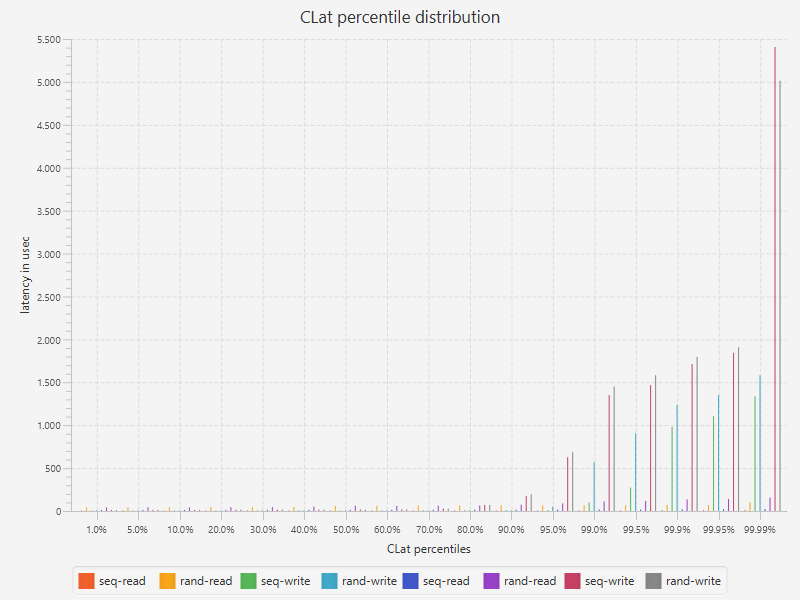 CLat percentile distribution
5.500
5.000
4.500
4.000
3.500
3.000
2.500
2.000
1.500
1.000
500
0
latency in usec
1.0% 5.0% 10.0% 20.0% 30.0% 40.0% 50.0% 60.0% 70.0% 80.0% 90.0% 95.0% 99.0% 99.5% 99.9% 99.95% 99.99%
CLat percentiles
seq-read rand-read seq-write rand-write seq-read rand-read seq-write rand-write